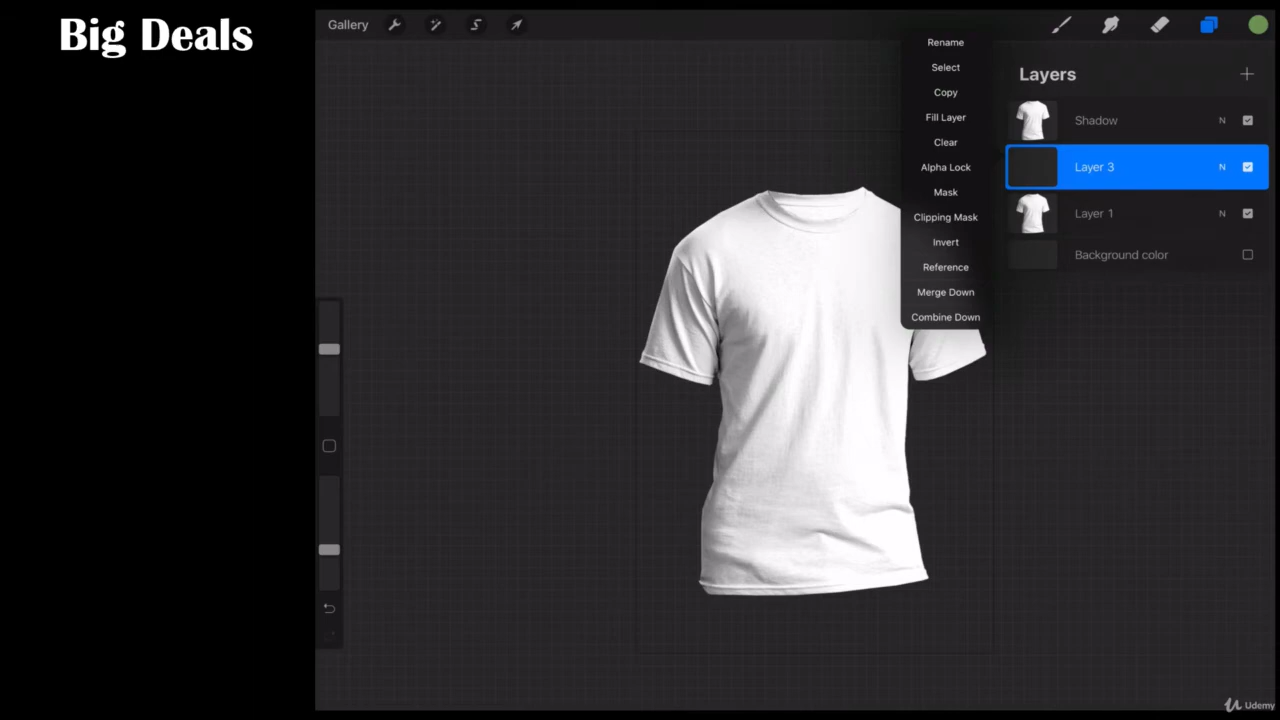 Big Deals
Gallery
Rename
Select
Copy
Fill Layer
Clear
Alpha Lock
Mask
Clipping Mask
Invert
Reference
Merge Down
Combine Down
Layers
Shadow N
Layer 3 N
Layer 1 N
Background color
Udemy